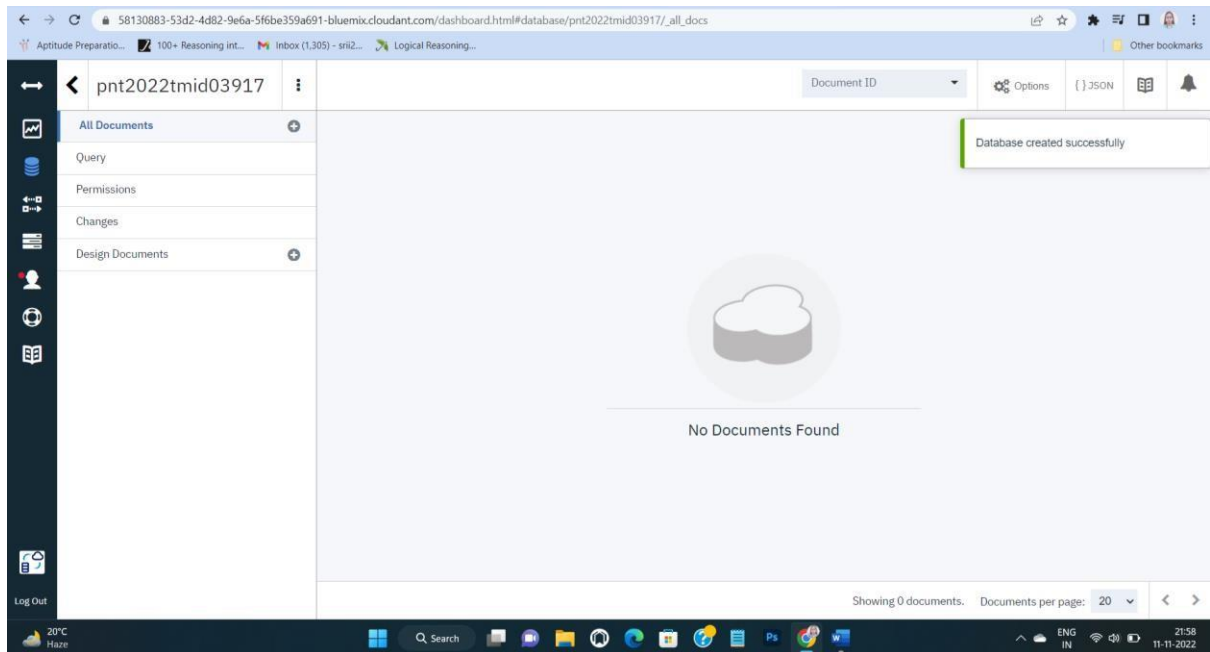 58130883-53d2-4d82-9e6a-5f6be359a691-bluemix.cloudant.com/dashboard.html#database/pnt2022tmid03917/_all_docs
Aptitude Preparatio... 100+ Reasoning int... Inbox (1,305) - srii2... Logical Reasoning... Other bookmarks
pnt2022tmid03917
Document ID
Options
{ } JSON
All Documents
Database created successfully
Query
Permissions
Changes
Design Documents
No Documents Found
Log Out
Showing 0 documents. Documents per page: 20
20°C
Haze
Search
Ps
W
ENG
IN
21:58
11-11-2022